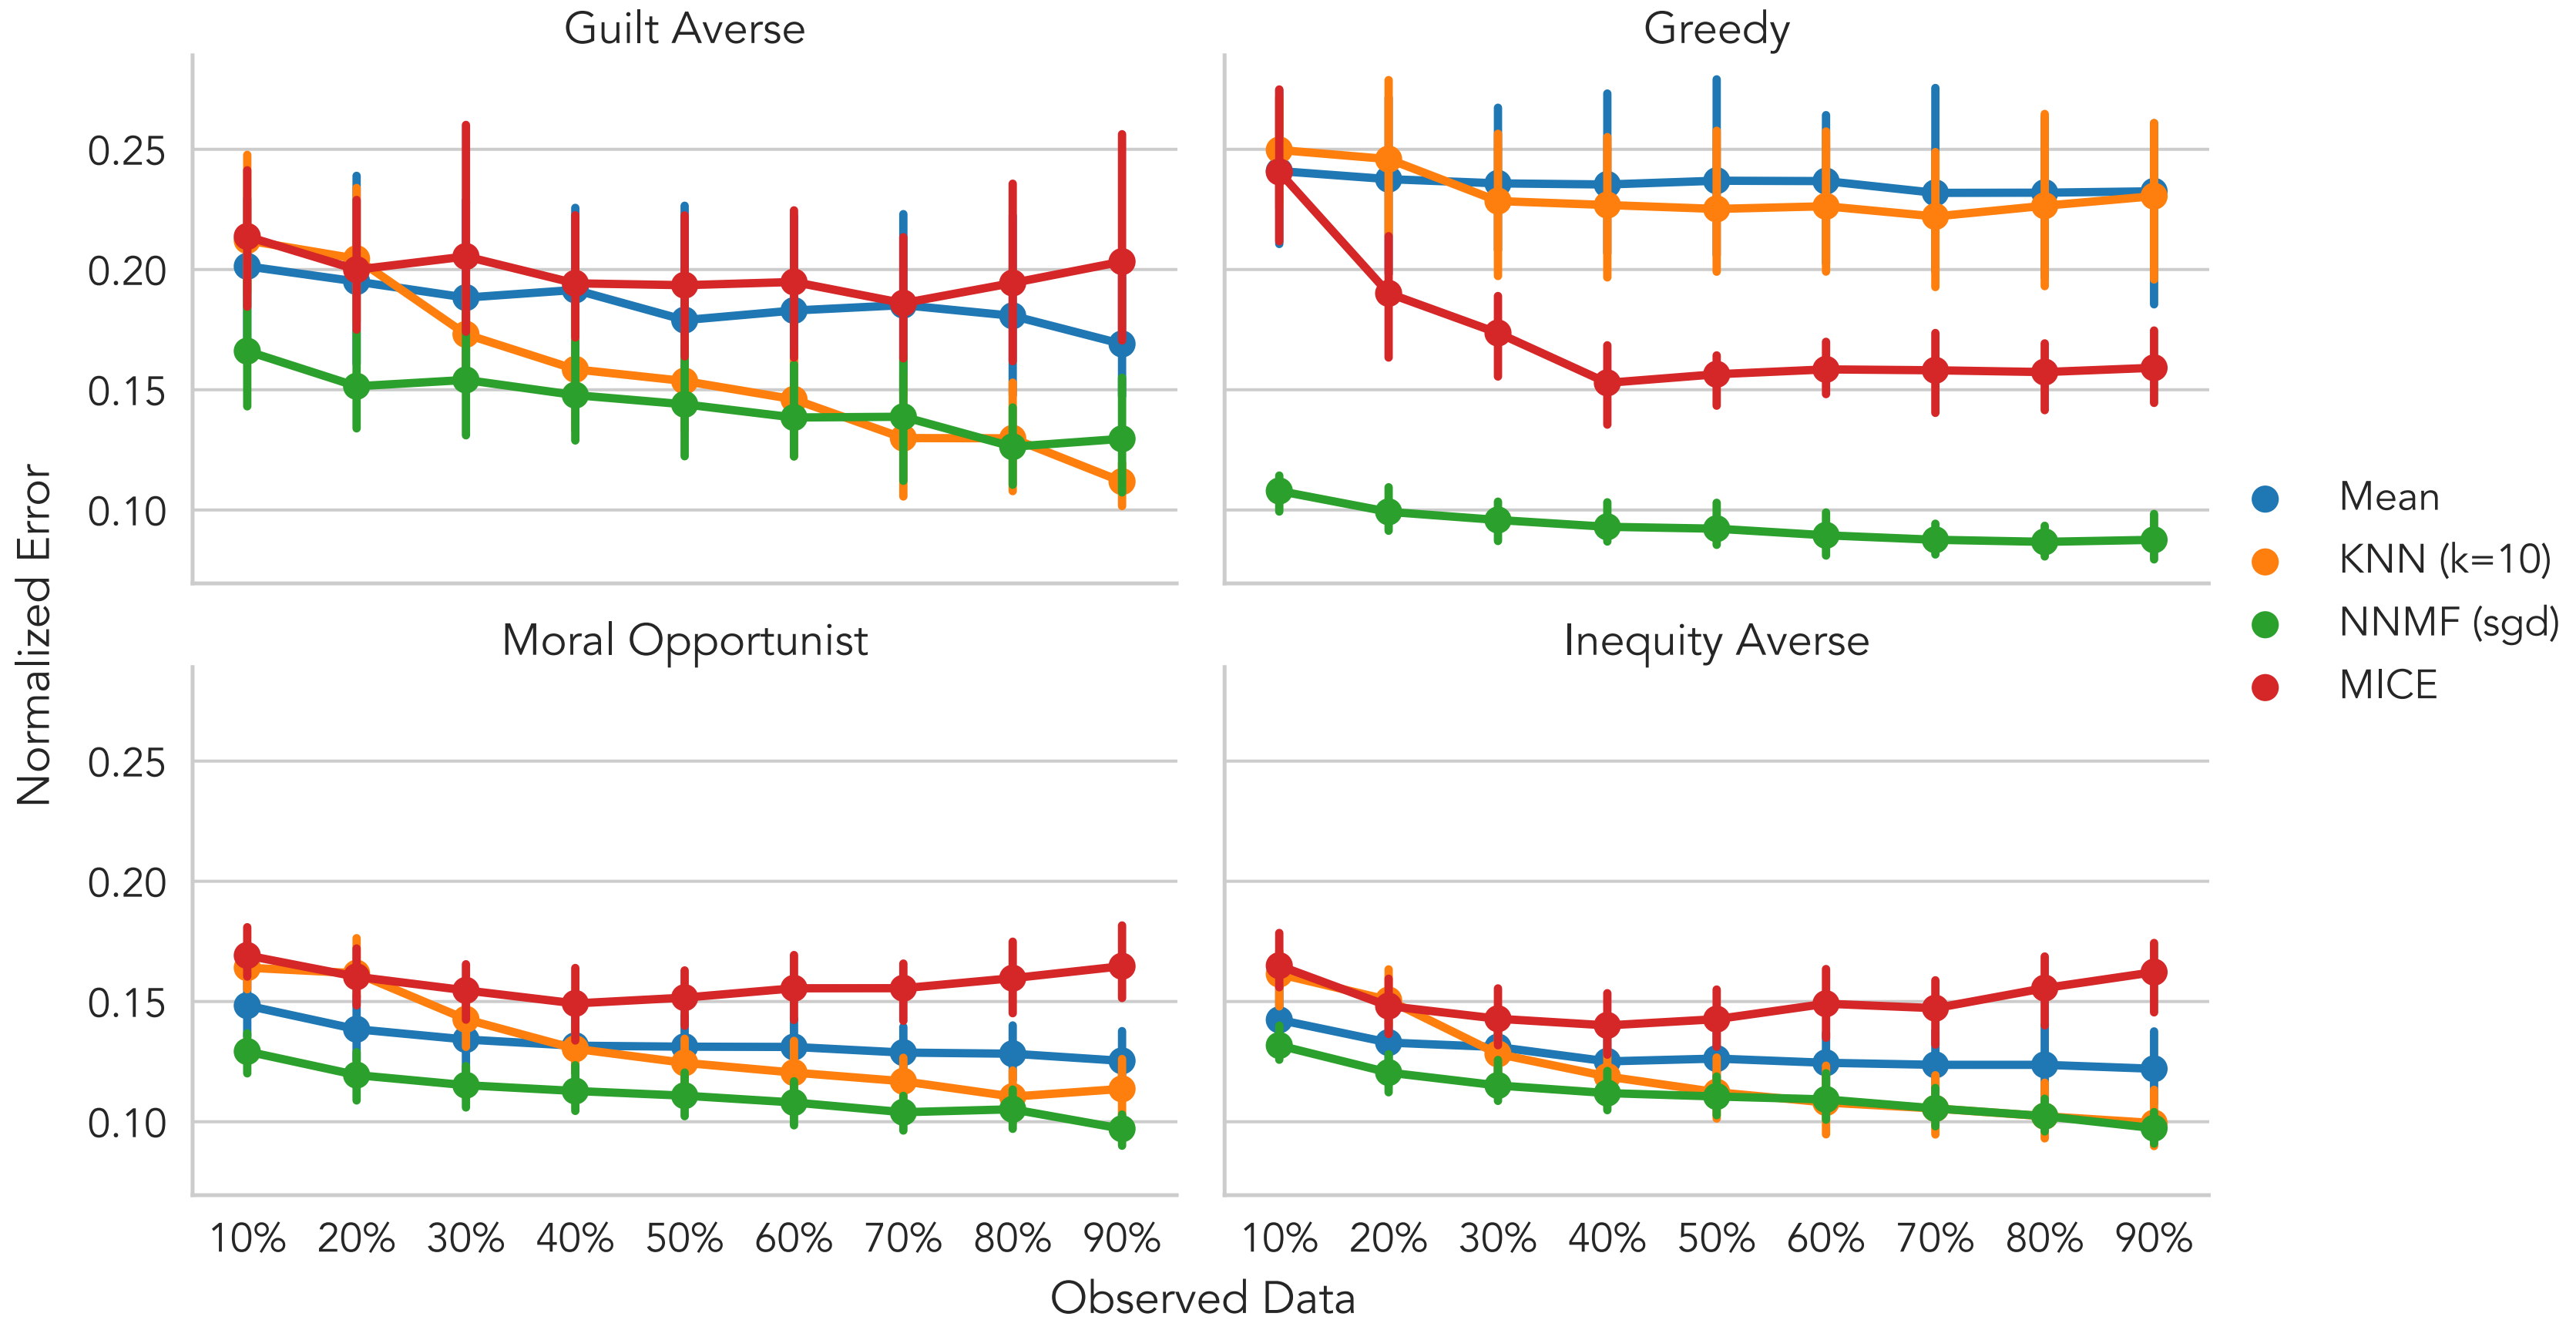 Guilt Averse
Greedy
0.25
0.20
0.15
0.10
Normalized Error
Mean
KNN (k=10)
NNMF (sgd)
MICE
Moral Opportunist
Inequity Averse
0.25
0.20
0.15
0.10
10% 20% 30% 40% 50% 60% 70% 80% 90%
10% 20% 30% 40% 50% 60% 70% 80% 90%
Observed Data